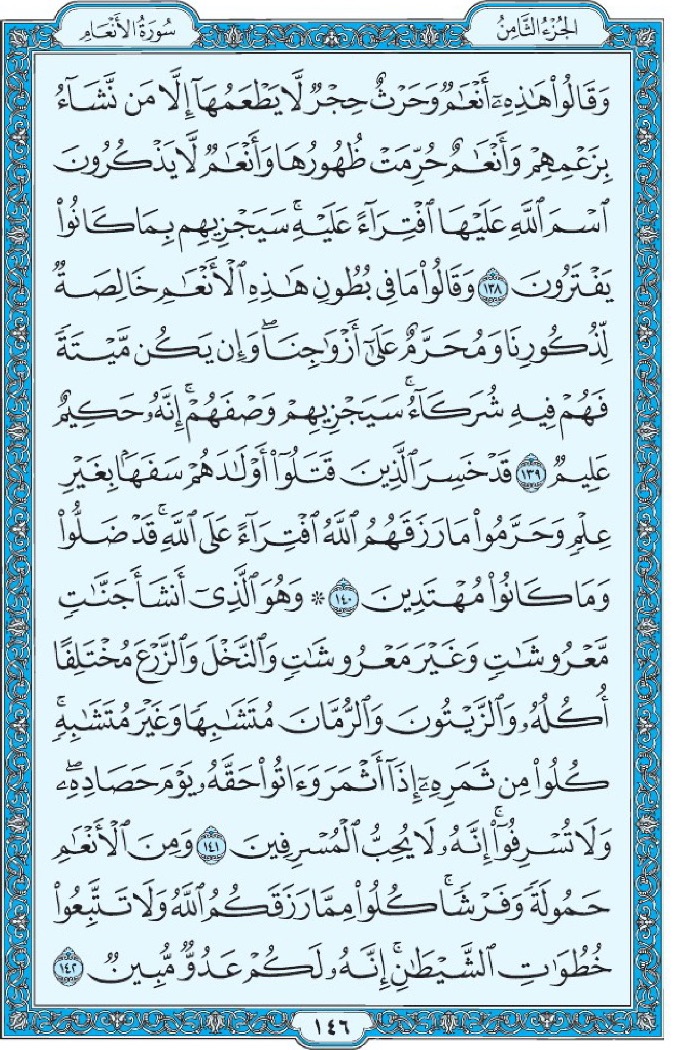 الجُزْءُ الثَّامِنُ
سُورَةُ الأَنْعَامِ
وَقَالُوا۟ هَـٰذِهِۦٓ أَنْعَـٰمٌ وَحَرْثٌ حِجْرٌ لَّا يَطْعَمُهَآ إِلَّا مَن نَّشَآءُ
بِزَعْمِهِمْ وَأَنْعَـٰمٌ حُرِّمَتْ ظُهُورُهَا وَأَنْعَـٰمٌ لَّا يَذْكُرُونَ
ٱسْمَ ٱللَّهِ عَلَيْهَا ٱفْتِرَآءً عَلَيْهِ ۚ سَيَجْزِيهِم بِمَا كَانُوا۟
يَفْتَرُونَ ١٣٨ وَقَالُوا۟ مَا فِى بُطُونِ هَـٰذِهِ ٱلْأَنْعَـٰمِ خَالِصَةٌ
لِّذُكُورِنَا وَمُحَرَّمٌ عَلَىٰٓ أَزْوَٰجِنَا ۖ وَإِن يَكُن مَّيْتَةً
فَهُمْ فِيهِ شُرَكَآءُ ۚ سَيَجْزِيهِمْ وَصْفَهُمْ ۚ إِنَّهُۥ حَكِيمٌ
عَلِيمٌ ١٣٩ قَدْ خَسِرَ ٱلَّذِينَ قَتَلُوٓا۟ أَوْلَـٰدَهُمْ سَفَهًۢا بِغَيْرِ
عِلْمٍ وَحَرَّمُوا۟ مَا رَزَقَهُمُ ٱللَّهُ ٱفْتِرَآءً عَلَى ٱللَّهِ ۚ قَدْ ضَلُّوا۟
وَمَا كَانُوا۟ مُهْتَدِينَ ١٤٠ ۞ وَهُوَ ٱلَّذِىٓ أَنشَأَ جَنَّـٰتٍ
مَّعْرُوشَـٰتٍ وَغَيْرَ مَعْرُوشَـٰتٍ وَٱلنَّخْلَ وَٱلزَّرْعَ مُخْتَلِفًا
أُكُلُهُۥ وَٱلزَّيْتُونَ وَٱلرُّمَّانَ مُتَشَـٰبِهًا وَغَيْرَ مُتَشَـٰبِهٍ ۚ
كُلُوا۟ مِن ثَمَرِهِۦٓ إِذَآ أَثْمَرَ وَءَاتُوا۟ حَقَّهُۥ يَوْمَ حَصَادِهِۦ ۖ
وَلَا تُسْرِفُوٓا۟ ۚ إِنَّهُۥ لَا يُحِبُّ ٱلْمُسْرِفِينَ ١٤١ وَمِنَ ٱلْأَنْعَـٰمِ
حَمُولَةً وَفَرْشًا ۚ كُلُوا۟ مِمَّا رَزَقَكُمُ ٱللَّهُ وَلَا تَتَّبِعُوا۟
خُطُوَٰتِ ٱلشَّيْطَـٰنِ ۚ إِنَّهُۥ لَكُمْ عَدُوٌّ مُّبِينٌ ١٤٢
١٤٦